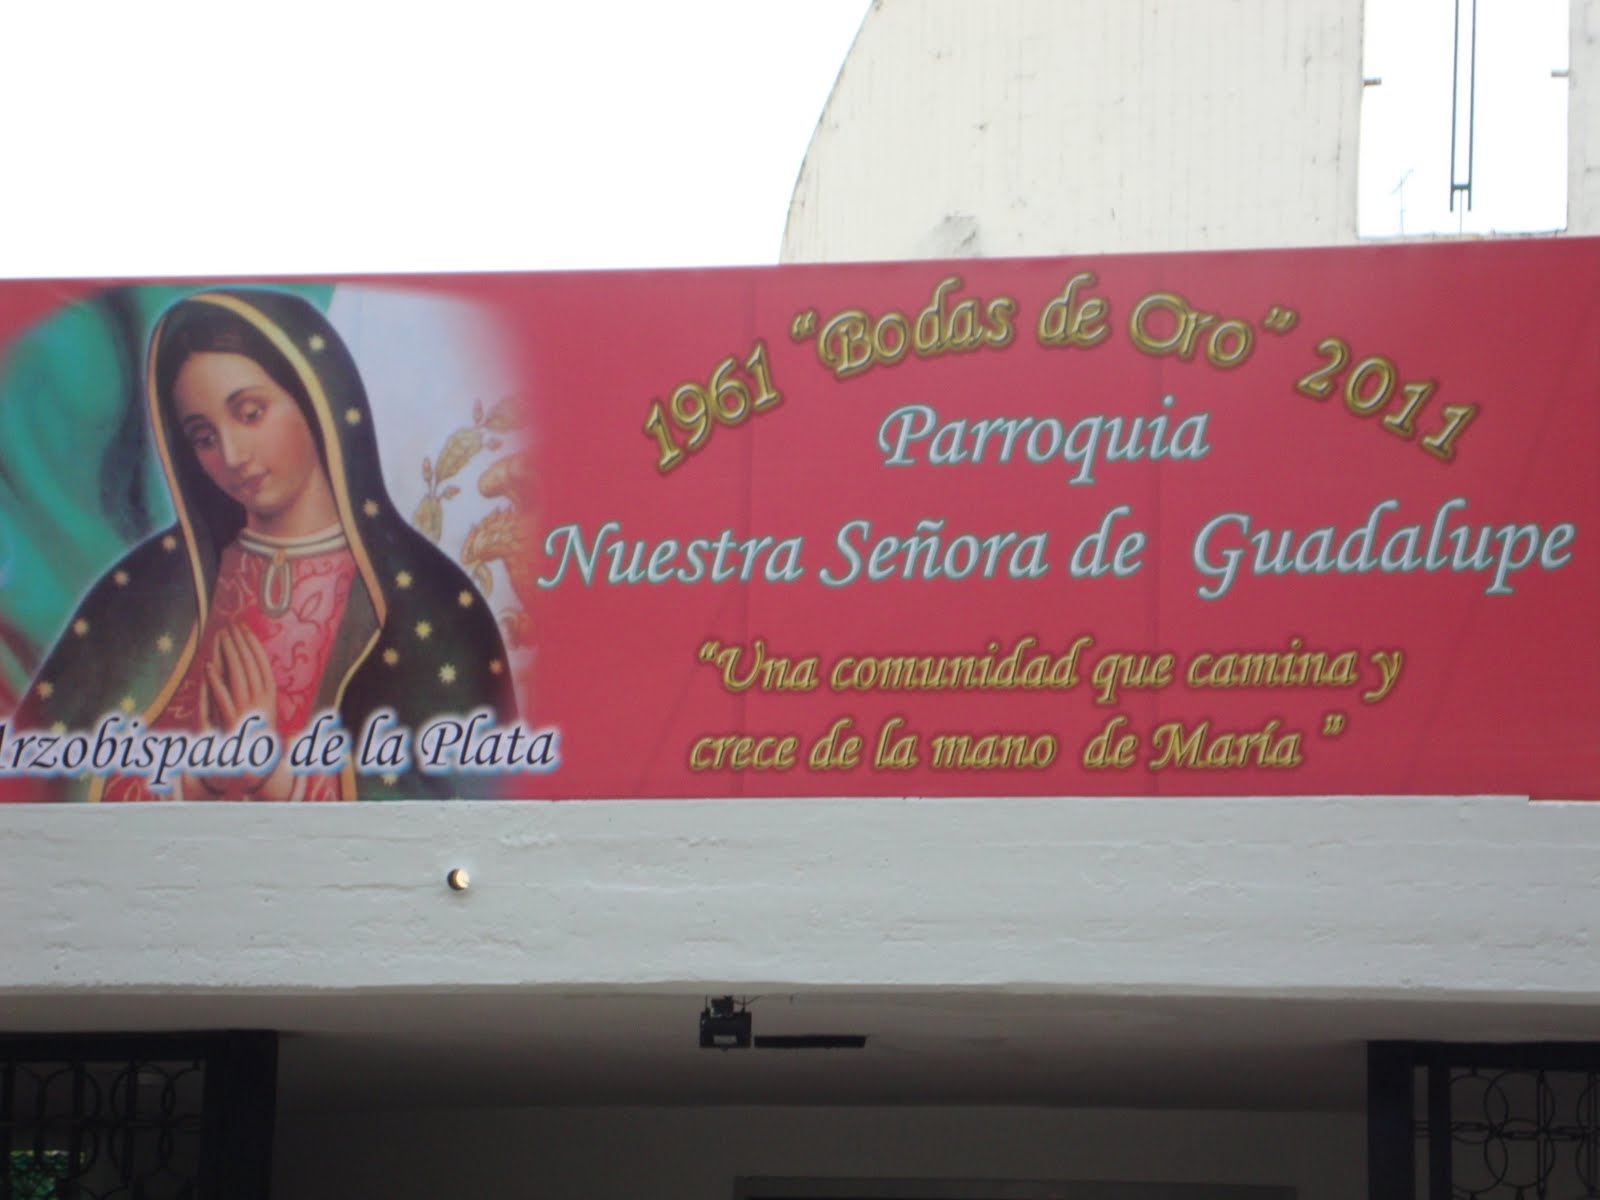 1961 “Bodas de Oro” 2011
Parroquia
Nuestra Señora de Guadalupe
“Una comunidad que camina y
crece de la mano de María ”
Arzobispado de la Plata